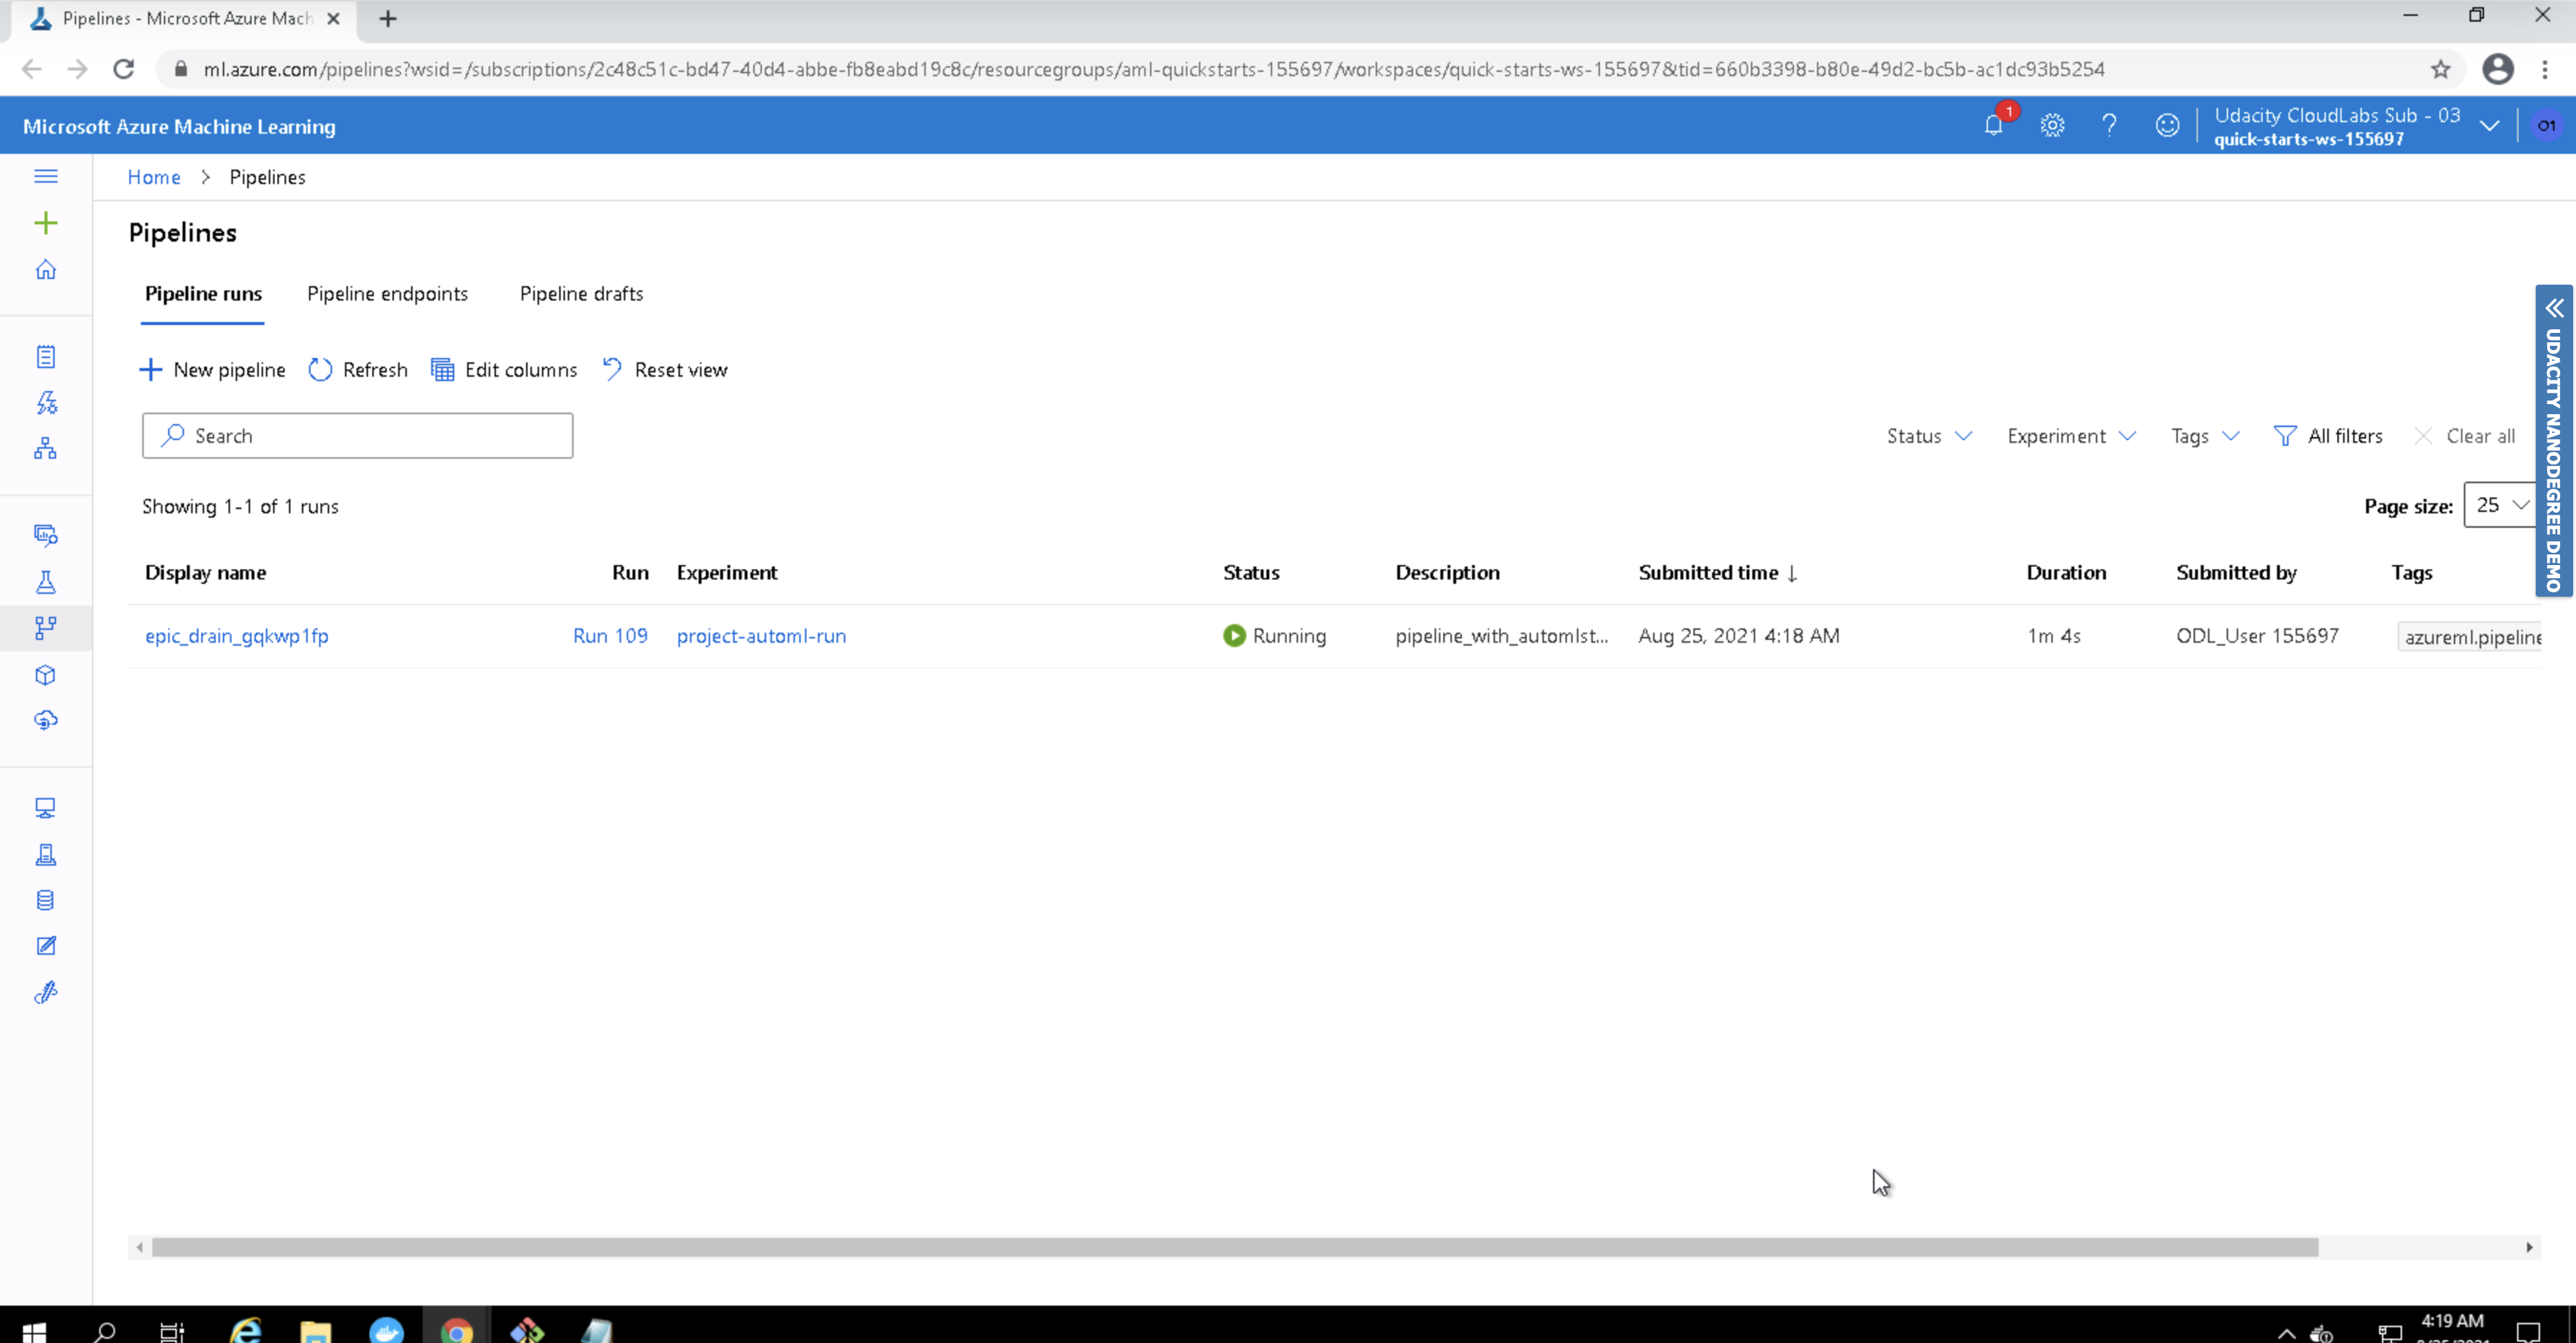 Pipelines - Microsoft Azure Mach
ml.azure.com/pipelines?wsid=/subscriptions/2c48c51c-bd47-40d4-abbe-fb8eabd19c8c/resourcegroups/aml-quickstarts-155697/workspaces/quick-starts-ws-155697&tid=660b3398-b80e-49d2-bc5b-ac1dc93b5254
Microsoft Azure Machine Learning
1
Udacity CloudLabs Sub - 03
quick-starts-ws-155697
O1
Home > Pipelines
Pipelines
Pipeline runs Pipeline endpoints Pipeline drafts
New pipeline Refresh Edit columns Reset view
Search
Status Experiment Tags All filters Clear all
Showing 1-1 of 1 runs
Page size: 25
Display name Run Experiment Status Description Submitted time ↓ Duration Submitted by Tags
epic_drain_gqkwp1fp Run 109 project-automl-run Running pipeline_with_automlst... Aug 25, 2021 4:18 AM 1m 4s ODL_User 155697 azureml.pipeline
UDACITY NANODEGREE DEMO
4:19 AM